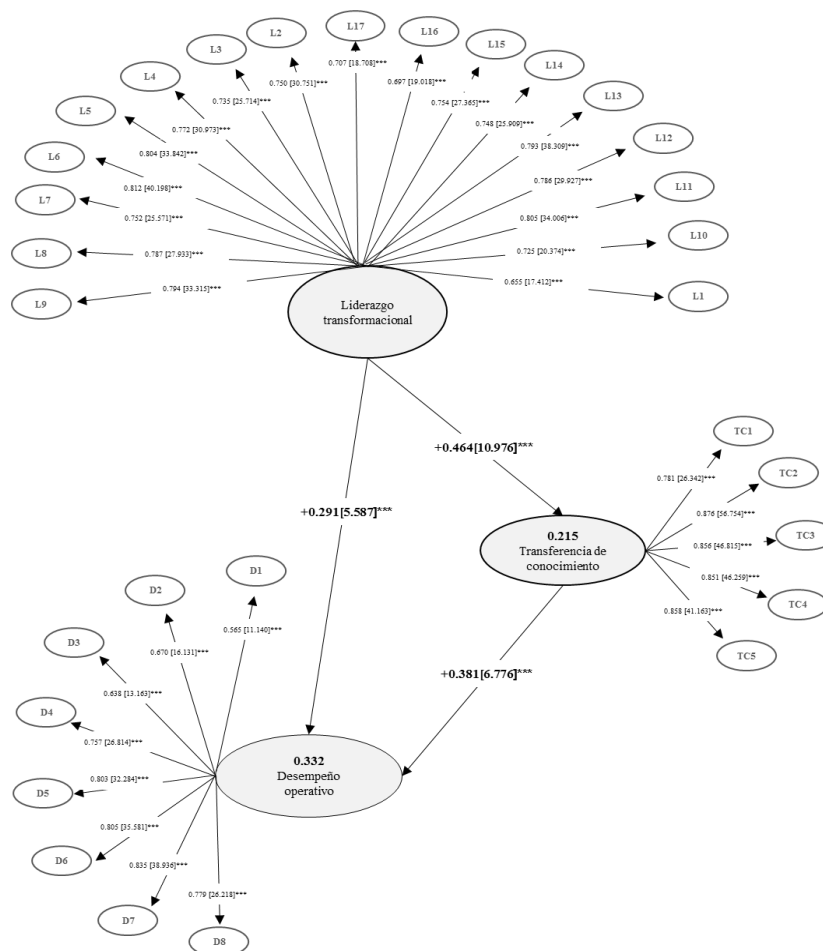 L17
L16
L2
L15
L3
L14
L4
L13
L5
L12
L6
L11
L7
L10
L8
L1
L9
0.707 [18.708]***
0.697 [19.018]***
0.750 [30.751]***
0.754 [27.365]***
0.735 [25.714]***
0.748 [25.909]***
0.772 [30.973]***
0.793 [38.309]***
0.804 [33.842]***
0.786 [29.927]***
0.812 [40.198]***
0.805 [34.006]***
0.752 [25.571]***
0.725 [20.374]***
0.787 [27.933]***
0.655 [17.412]***
0.794 [33.315]***
Liderazgo
transformacional
+0.464[10.976]***
+0.291[5.587]***
TC1
TC2
TC3
TC4
TC5
0.781 [26.342]***
0.876 [56.754]***
0.856 [46.815]***
0.851 [46.259]***
0.858 [41.163]***
0.215
Transferencia de
conocimiento
+0.381[6.776]***
D1
D2
D3
D4
D5
D6
D7
D8
0.565 [11.140]***
0.670 [16.131]***
0.638 [13.163]***
0.757 [26.814]***
0.803 [32.284]***
0.805 [35.581]***
0.835 [38.936]***
0.779 [26.218]***
0.332
Desempeño
operativo